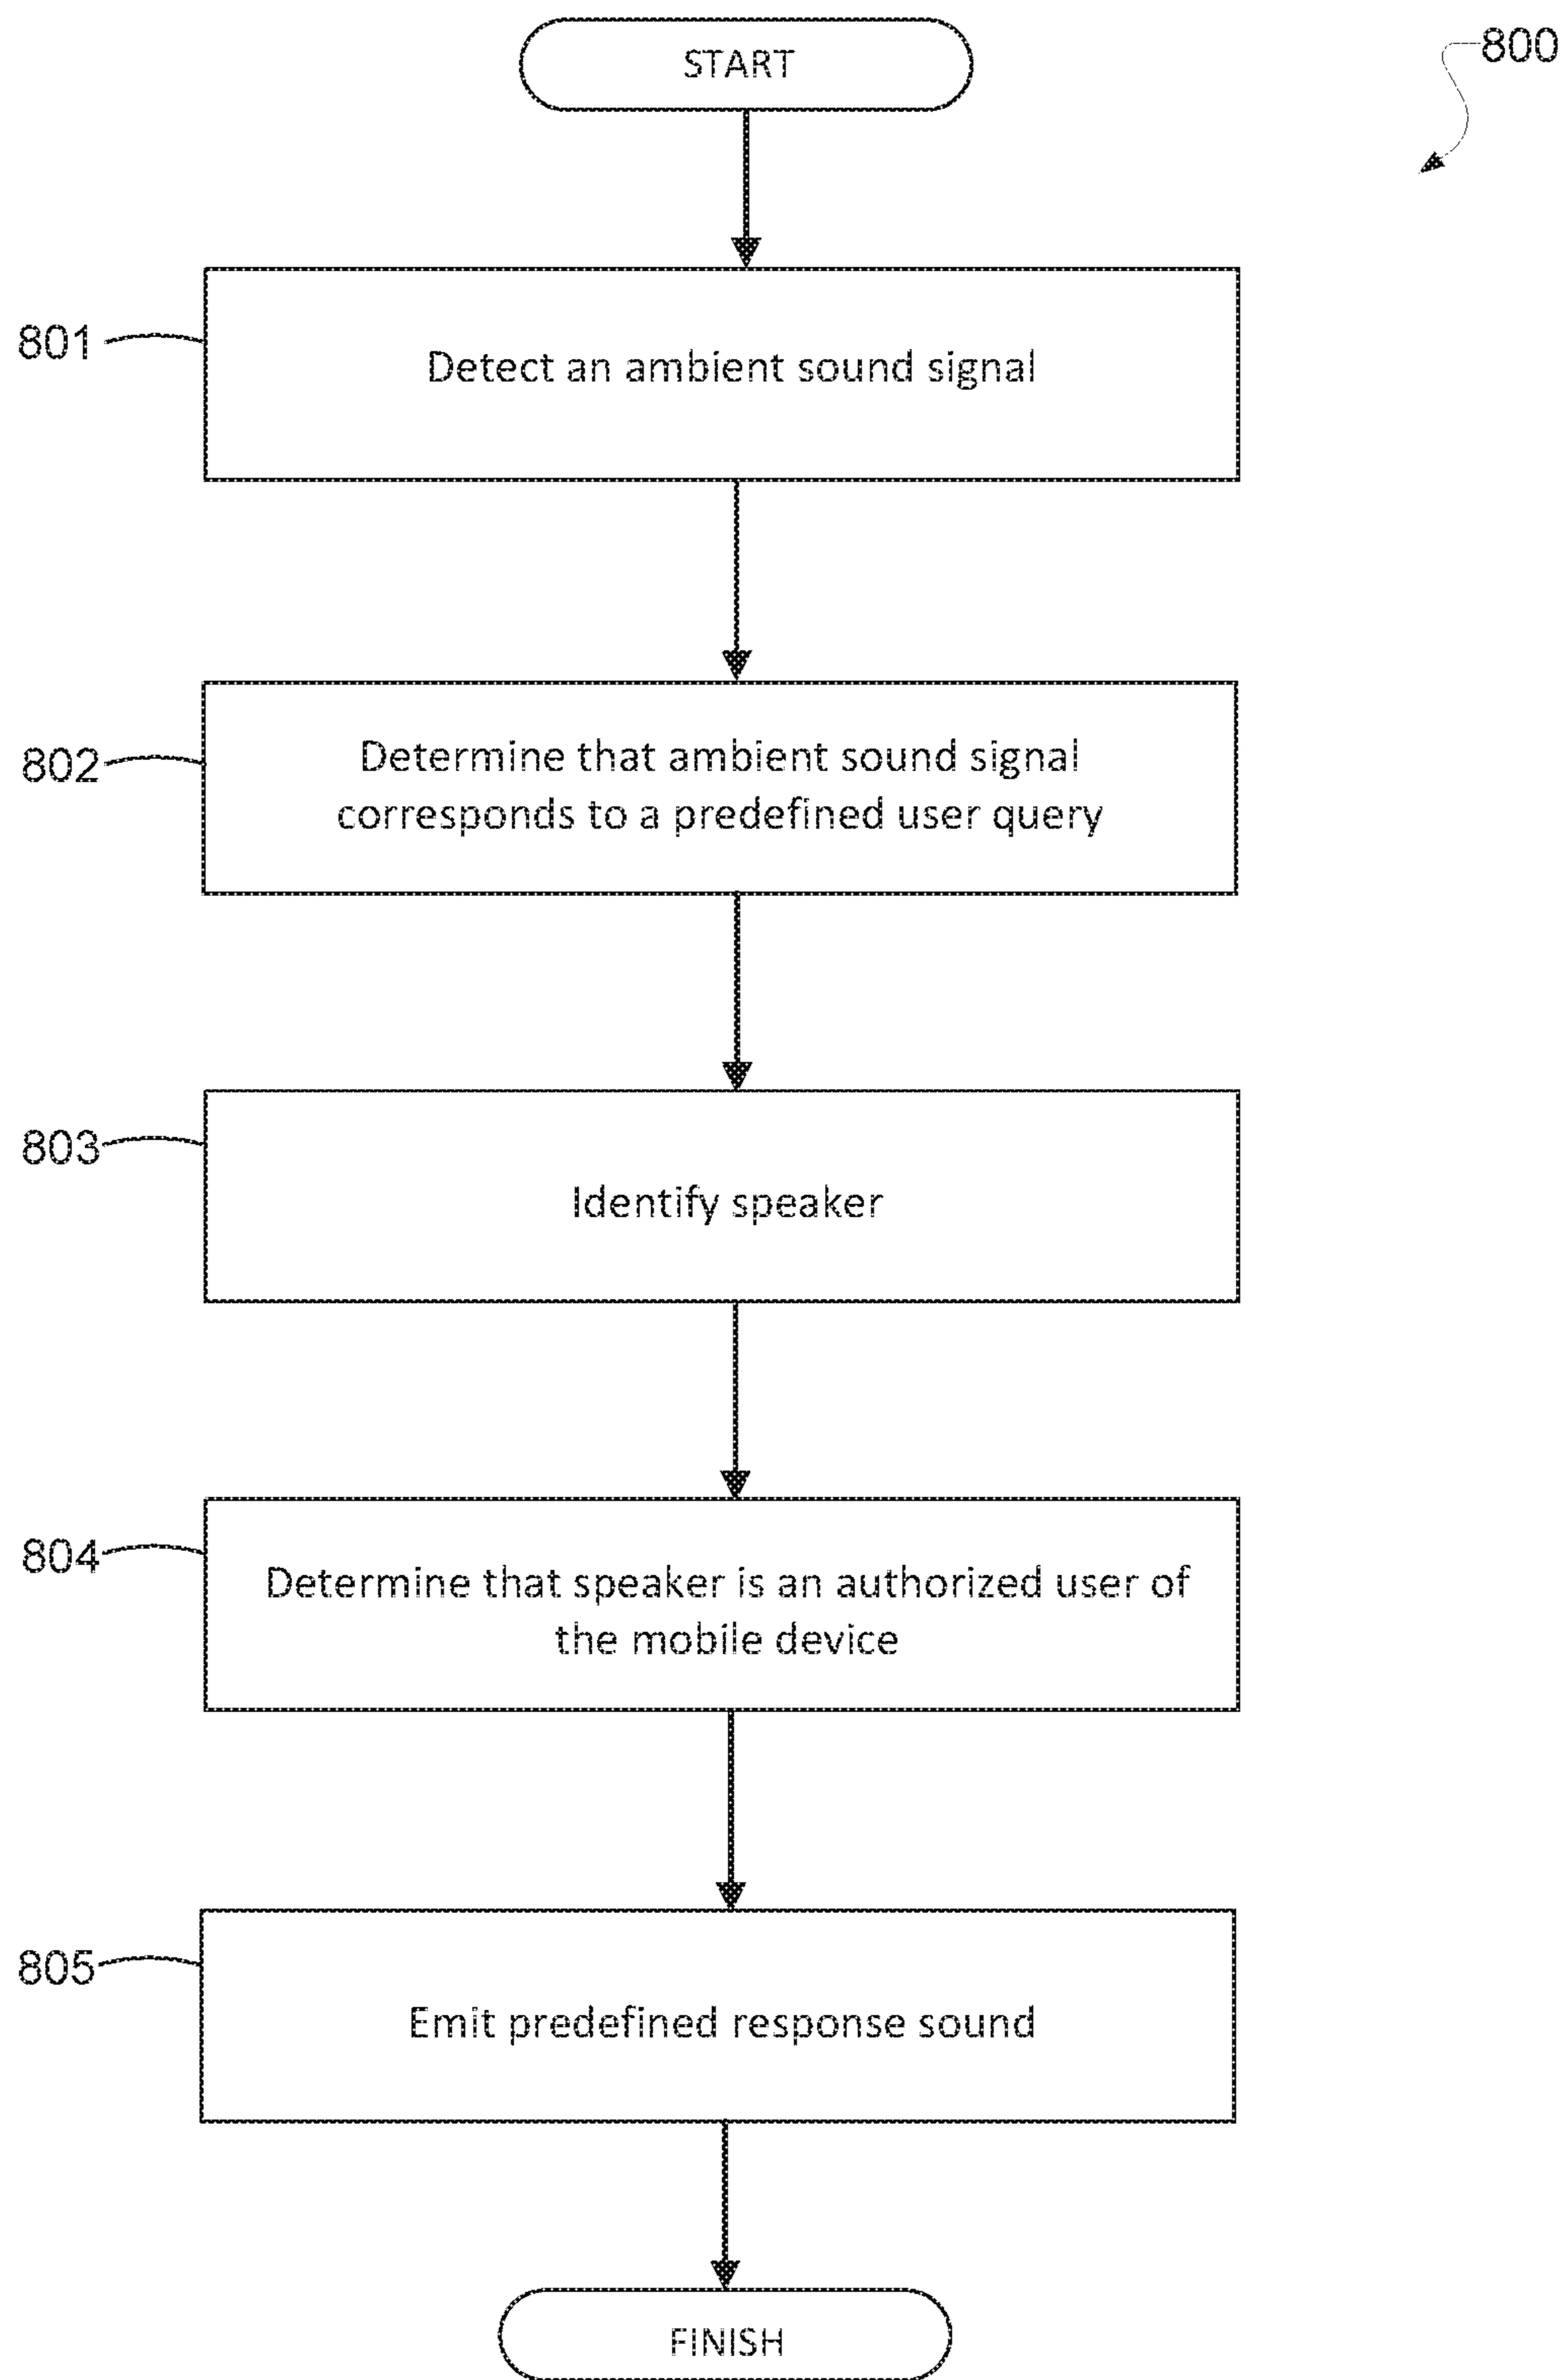 START
800
801
Detect an ambient sound signal
802
Determine that ambient sound signal
corresponds to a predefined user query
803
Identify speaker
804
Determine that speaker is an authorized user of
the mobile device
805
Emit predefined response sound
FINISH